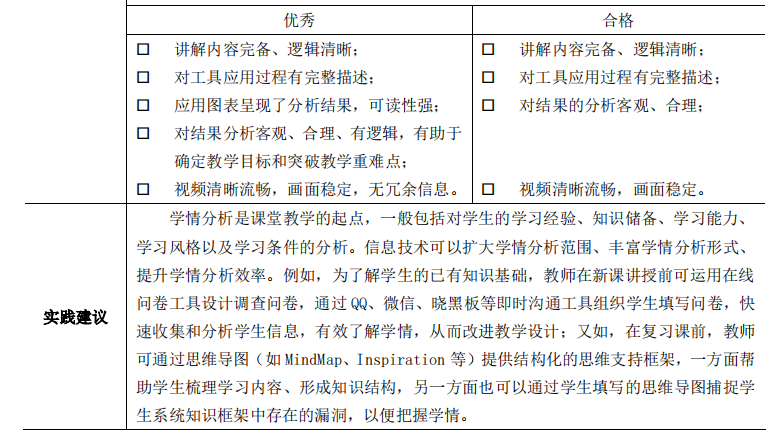 优秀 合格
□ 讲解内容完备、逻辑清晰； □ 讲解内容完备、逻辑清晰；
□ 对工具应用过程有完整描述； □ 对工具应用过程有完整描述；
□ 应用图表呈现了分析结果，可读性强； □ 对结果的分析客观、合理；
□ 对结果分析客观、合理、有逻辑，有助于
确定教学目标和突破教学重难点；
□ 视频清晰流畅，画面稳定，无冗余信息。 □ 视频清晰流畅，画面稳定。
实践建议
学情分析是课堂教学的起点，一般包括对学生的学习经验、知识储备、学习能力、
学习风格以及学习条件的分析。信息技术可以扩大学情分析范围、丰富学情分析形式、
提升学情分析效率。例如，为了解学生的已有知识基础，教师在新课讲授前可运用在线
问卷工具设计调查问卷，通过 QQ、微信、晓黑板等即时沟通工具组织学生填写问卷，快
速收集和分析学生信息，有效了解学情，从而改进教学设计；又如，在复习课前，教师
可通过思维导图（如 MindMap、Inspiration 等）提供结构化的思维支持框架，一方面帮
助学生梳理学习内容、形成知识结构，另一方面也可以通过学生填写的思维导图捕捉学
生系统知识框架中存在的漏洞，以便把握学情。